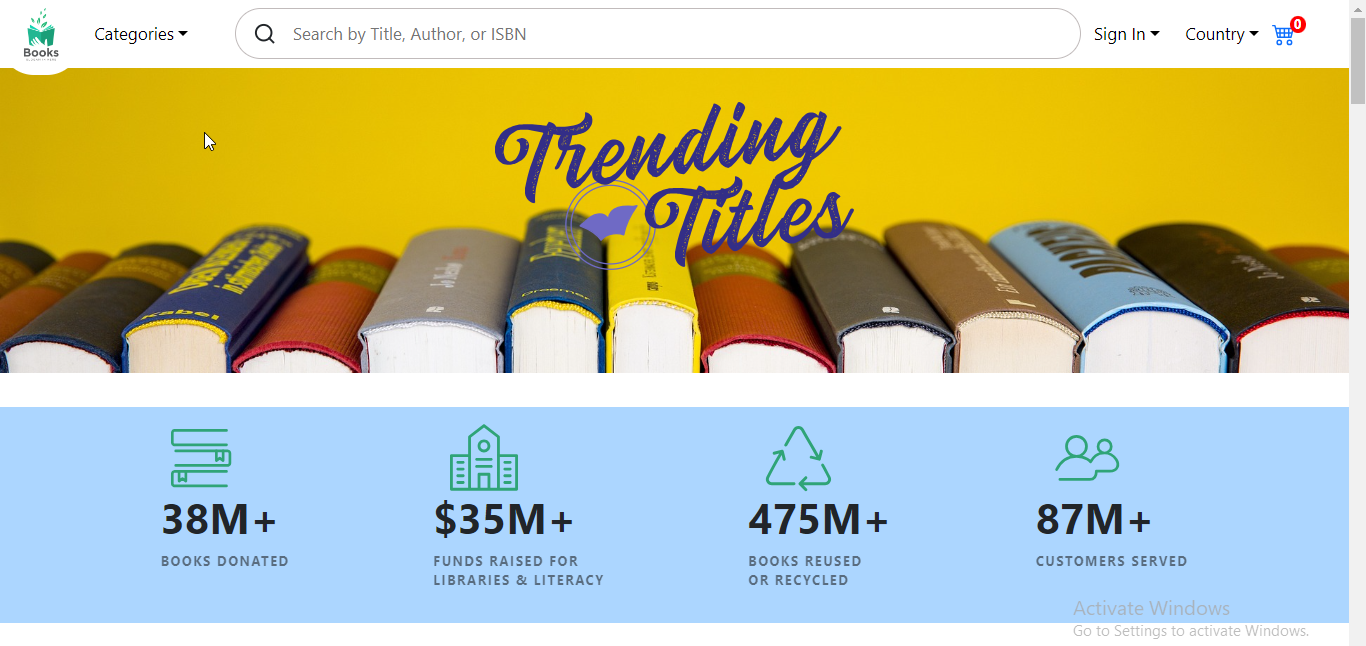 Books
Categories
Search by Title, Author, or ISBN
Sign In
Country
0
Trending
Titles
Kabel
Dreamer
38M+
BOOKS DONATED
$35M+
FUNDS RAISED FOR
LIBRARIES & LITERACY
475M+
BOOKS REUSED
OR RECYCLED
87M+
CUSTOMERS SERVED
Activate Windows
Go to Settings to activate Windows.